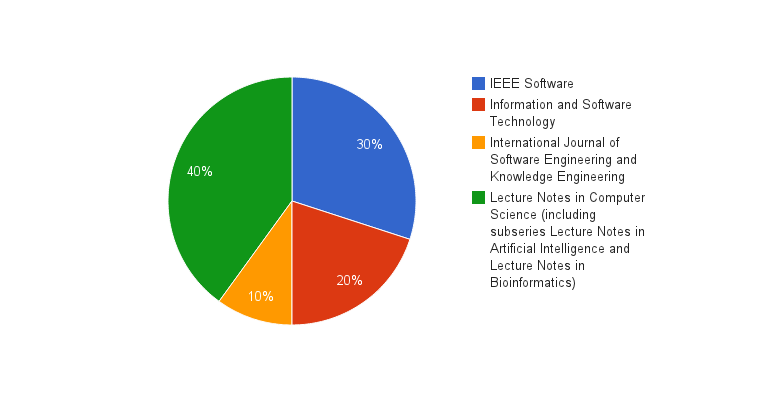 30%
40%
20%
10%
IEEE Software
Information and Software
Technology
International Journal of
Software Engineering and
Knowledge Engineering
Lecture Notes in Computer
Science (including
subseries Lecture Notes in
Artificial Intelligence and
Lecture Notes in
Bioinformatics)